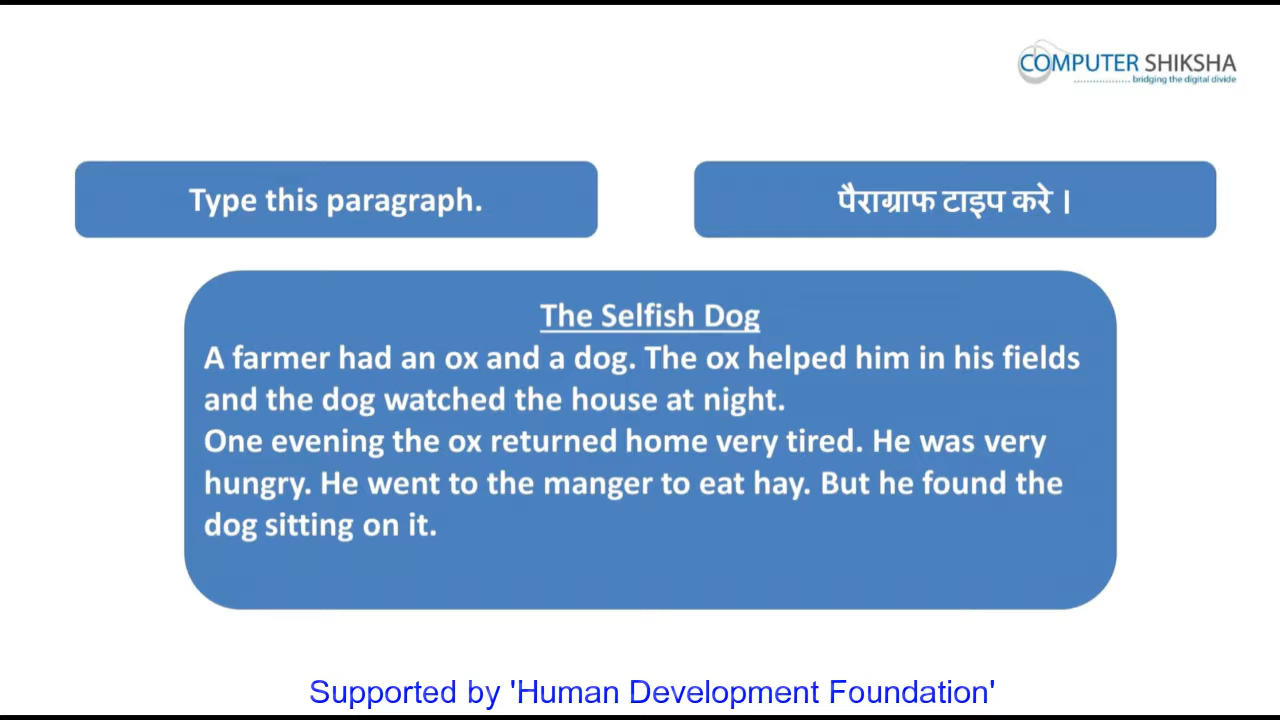 COMPUTER SHIKSHA
bridging the digital divide
Type this paragraph.
पैराग्राफ टाइप करे ।
The Selfish Dog
A farmer had an ox and a dog. The ox helped him in his fields
and the dog watched the house at night.
One evening the ox returned home very tired. He was very
hungry. He went to the manger to eat hay. But he found the
dog sitting on it.
Supported by 'Human Development Foundation'